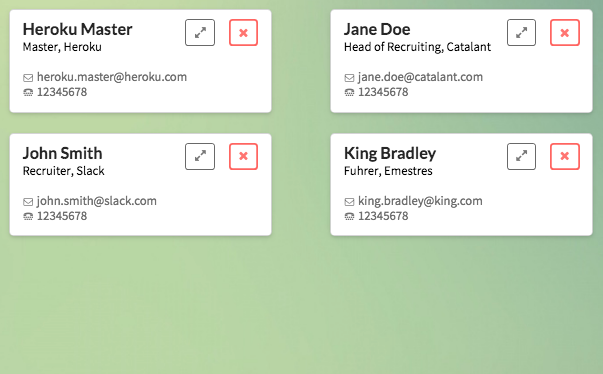 Heroku Master
Master, Heroku
heroku.master@heroku.com
12345678
Jane Doe
Head of Recruiting, Catalant
jane.doe@catalant.com
12345678
John Smith
Recruiter, Slack
john.smith@slack.com
12345678
King Bradley
Fuhrer, Emestres
king.bradley@king.com
12345678